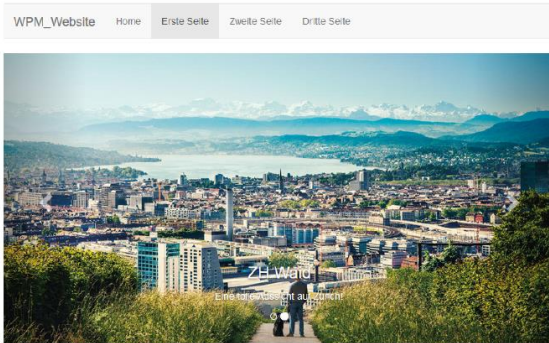 WPM_Website Home Erste Seite Zweite Seite Dritte Seite
ZH Waid
Eine tolle Aussicht auf Zürich!